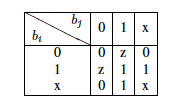 bᵢ bⱼ 0 1 x
0 0 z 0
1 z 1 1
x 0 1 x